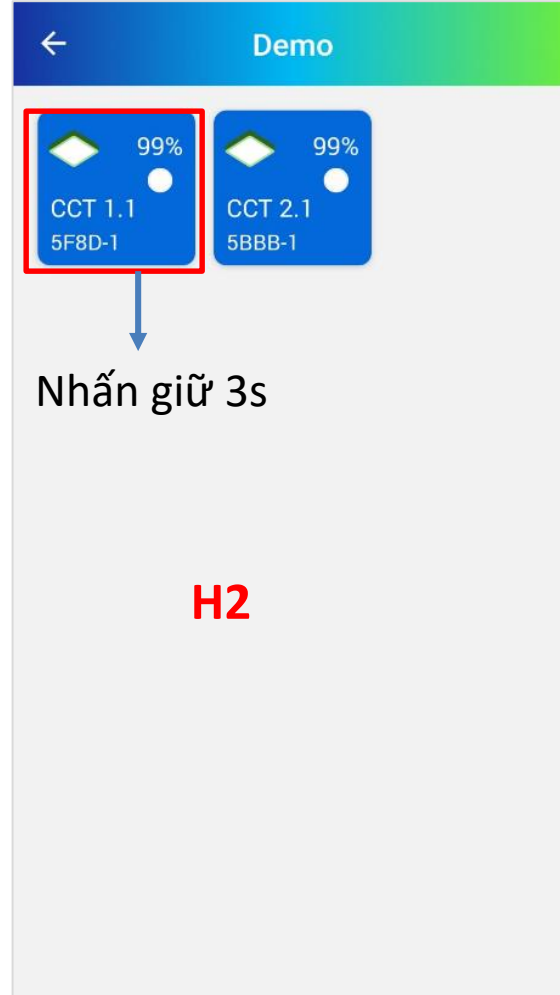 Demo
99%
CCT 1.1
5F8D-1
99%
CCT 2.1
5BBB-1
Nhấn giữ 3s
H2